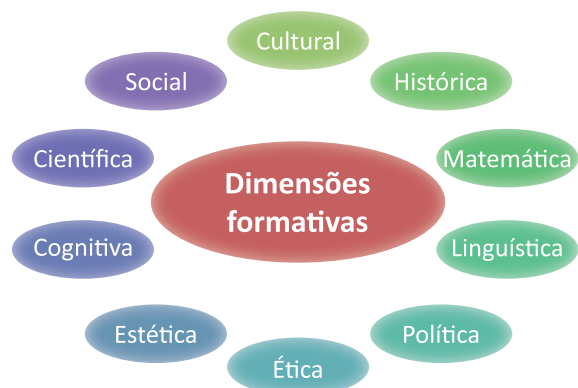 Cultural
Social
Histórica
Científica
Matemática
Dimensões
formativas
Cognitiva
Linguística
Estética
Política
Ética